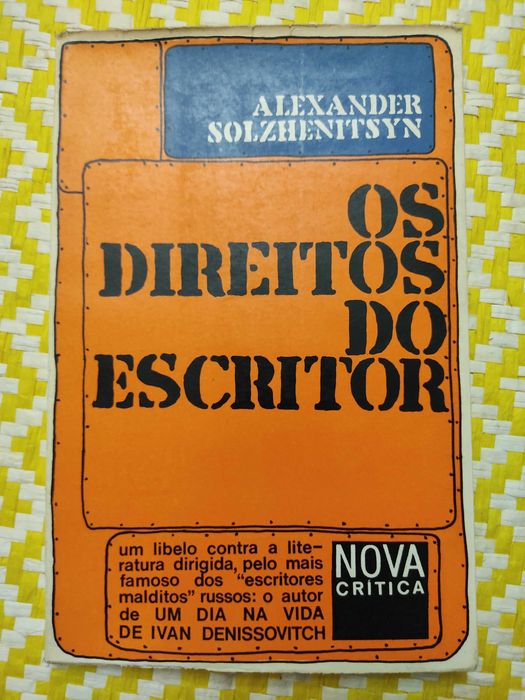 ALEXANDER
SOLZHENITSYN
OS
DIREITOS
DO
ESCRITOR
um libelo contra a lite-
ratura dirigida, pelo mais
famoso dos "escritores
malditos" russos: o autor
de UM DIA NA VIDA
DE IVAN DENISSOVITCH
NOVA
CRÍTICA